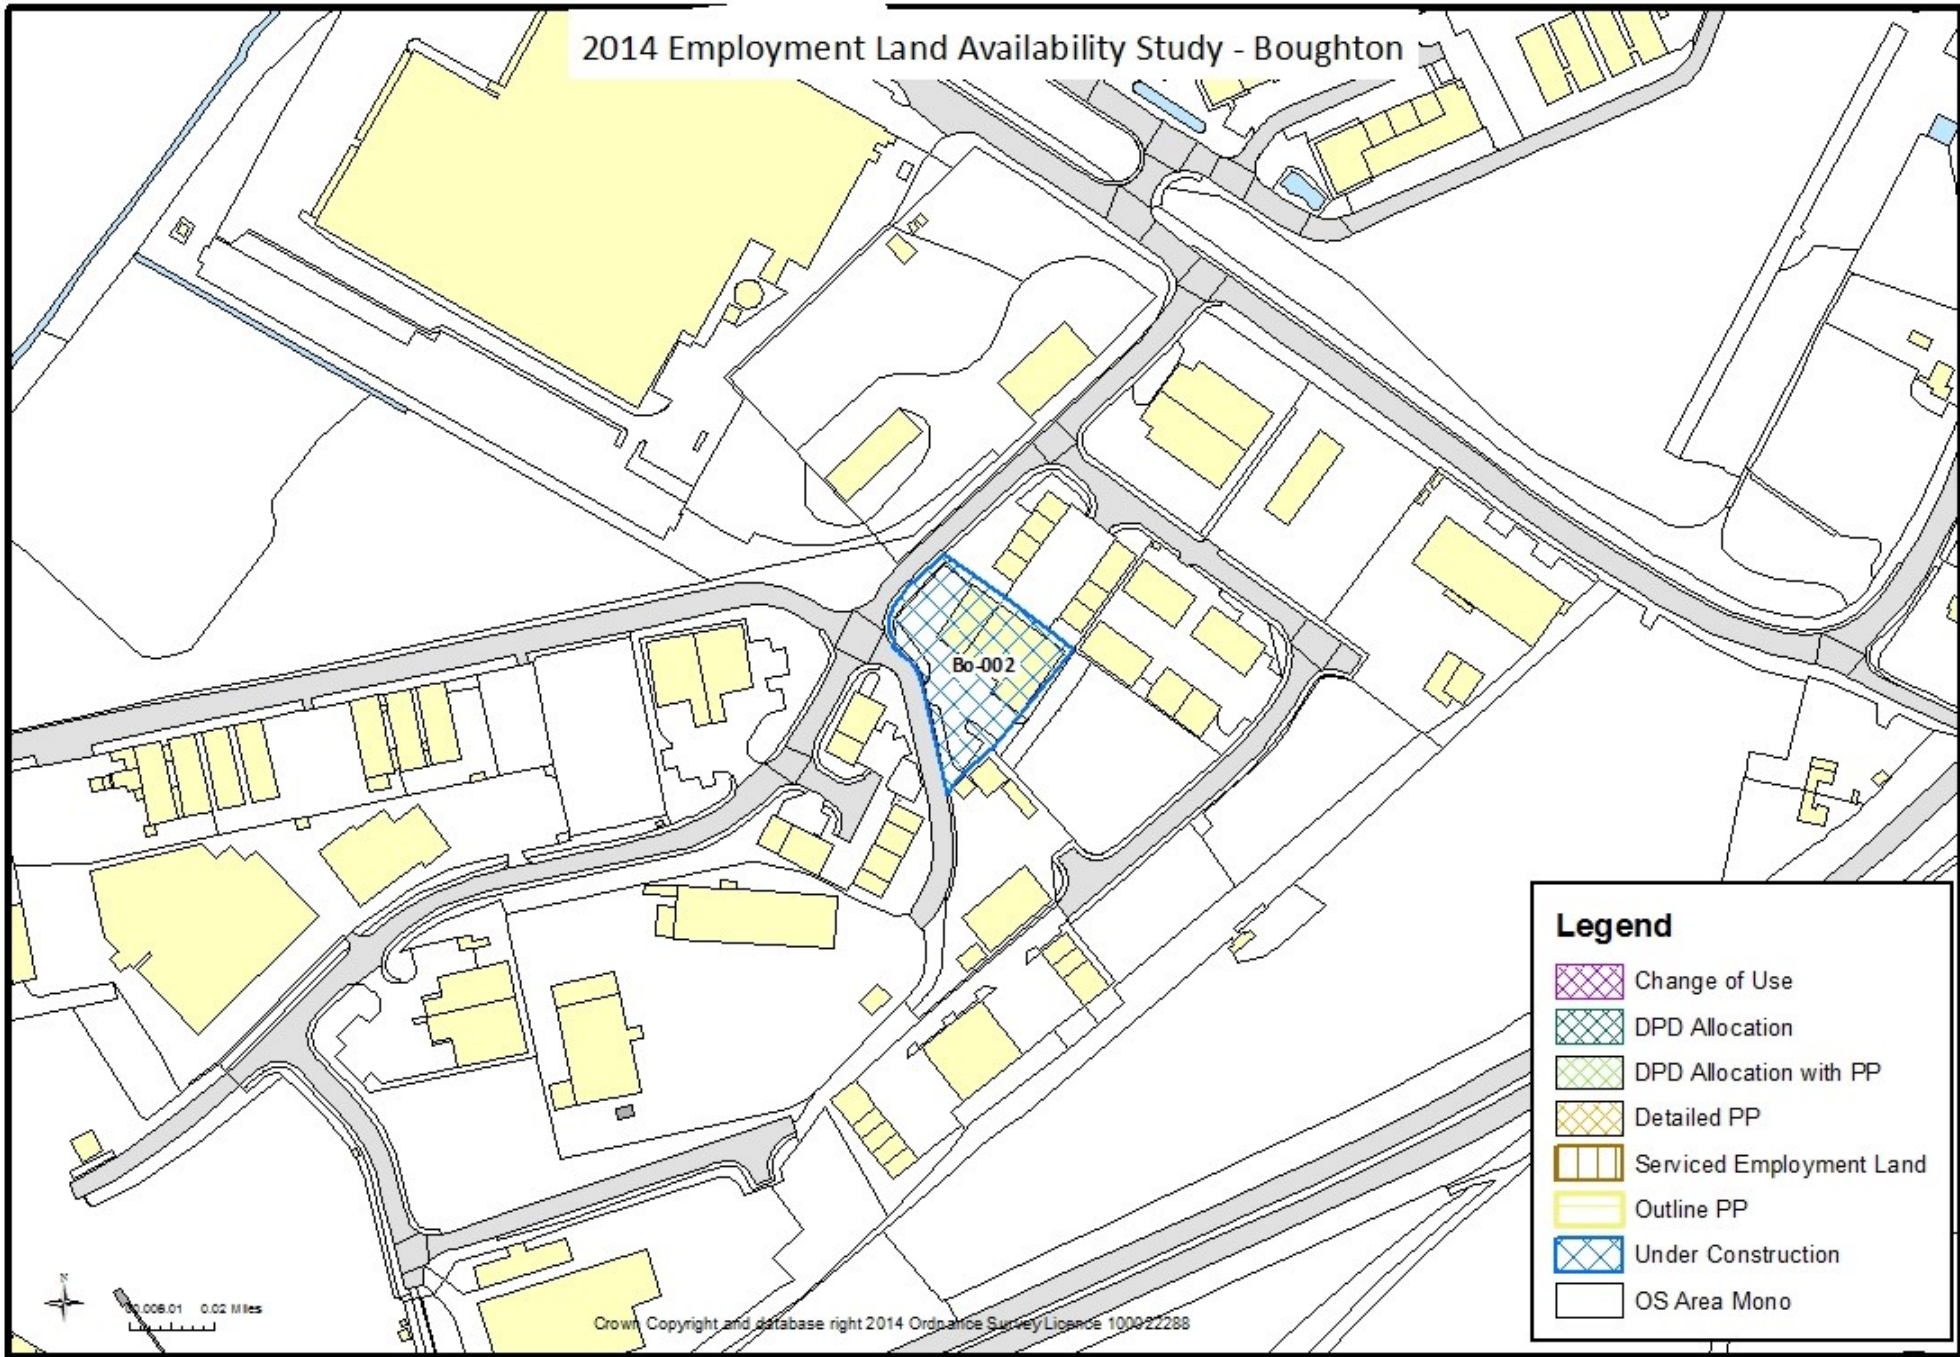 2014 Employment Land Availability Study - Boughton
Bo-002
Legend
Change of Use
DPD Allocation
DPD Allocation with PP
Detailed PP
Serviced Employment Land
Outline PP
Under Construction
OS Area Mono
N
0.02 Miles
Crown Copyright and database right 2014 Ordnance Survey Licence 100022288